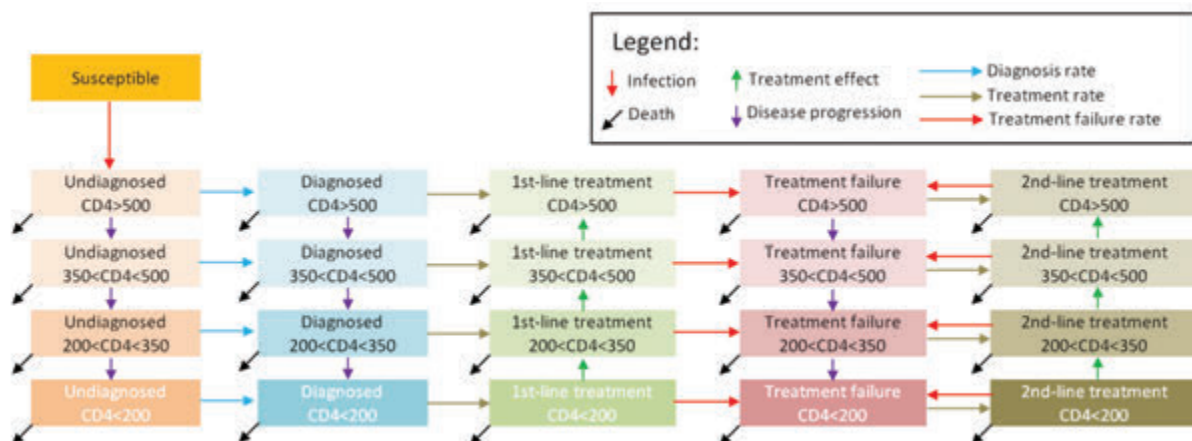 Legend:
Infection
Treatment effect
Diagnosis rate
Death
Disease progression
Treatment rate
Treatment failure rate
Susceptible
Undiagnosed
CD4>500
Diagnosed
CD4>500
1st-line treatment
CD4>500
Treatment failure
CD4>500
2nd-line treatment
CD4>500
Undiagnosed
350<CD4<500
Diagnosed
350<CD4<500
1st-line treatment
350<CD4<500
Treatment failure
350<CD4<500
2nd-line treatment
350<CD4<500
Undiagnosed
200<CD4<350
Diagnosed
200<CD4<350
1st-line treatment
200<CD4<350
Treatment failure
200<CD4<350
2nd-line treatment
200<CD4<350
Undiagnosed
CD4<200
Diagnosed
CD4<200
1st-line treatment
CD4<200
Treatment failure
CD4<200
2nd-line treatment
CD4<200